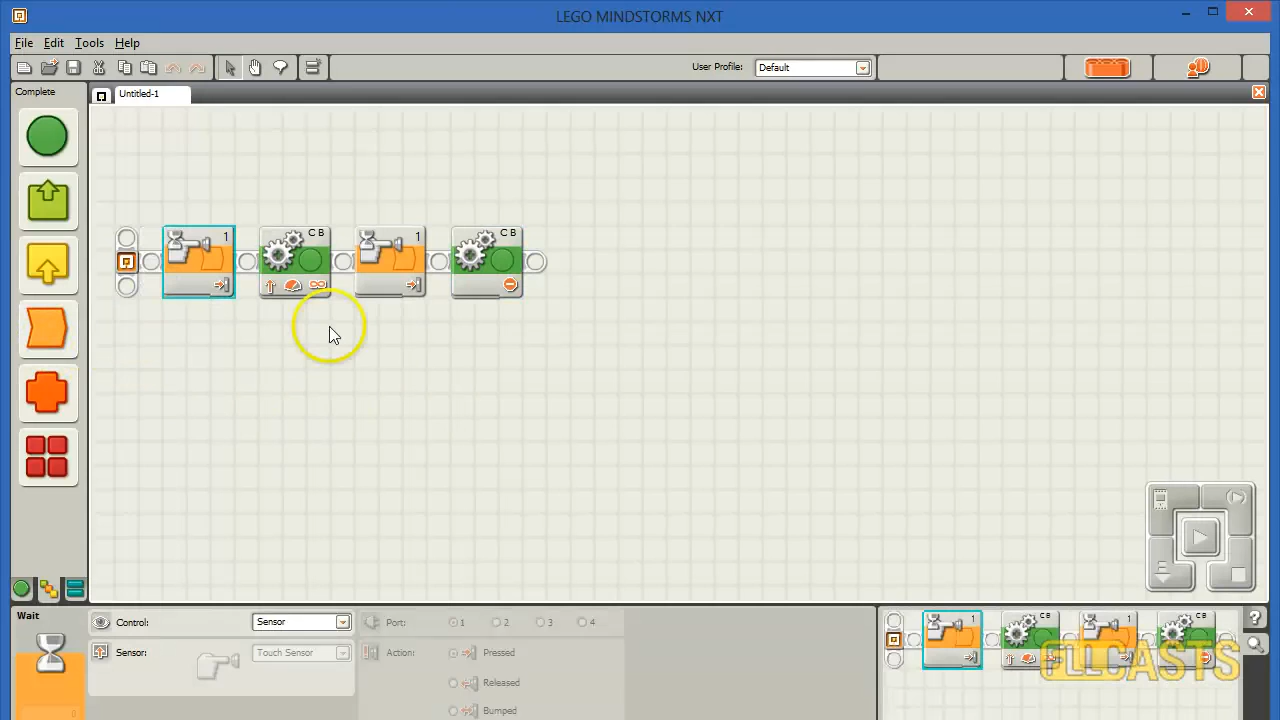 LEGO MINDSTORMS NXT
File Edit Tools Help
User Profile: Default
Complete
Untitled-1
1 C B 1 C B
Wait
Control: Sensor
Port: 1 2 3 4
1 C B 1 C B
Sensor: Touch Sensor
Action: Pressed
Released
Bumped
FLLCASTS